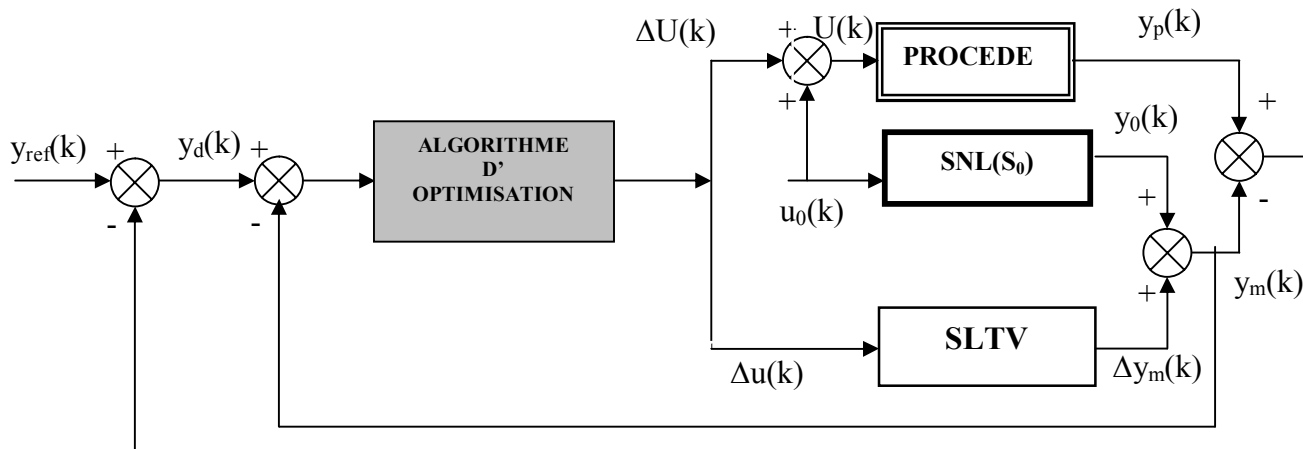 ΔU(k)
+
U(k)
y_p(k)
PROCEDE
+
+
y_0(k)
y_ref(k)
+
y_d(k)
+
ALGORITHME
D'
OPTIMISATION
SNL(S_0)
-
-
u_0(k)
+
-
+
y_m(k)
SLTV
Δu(k)
Δy_m(k)